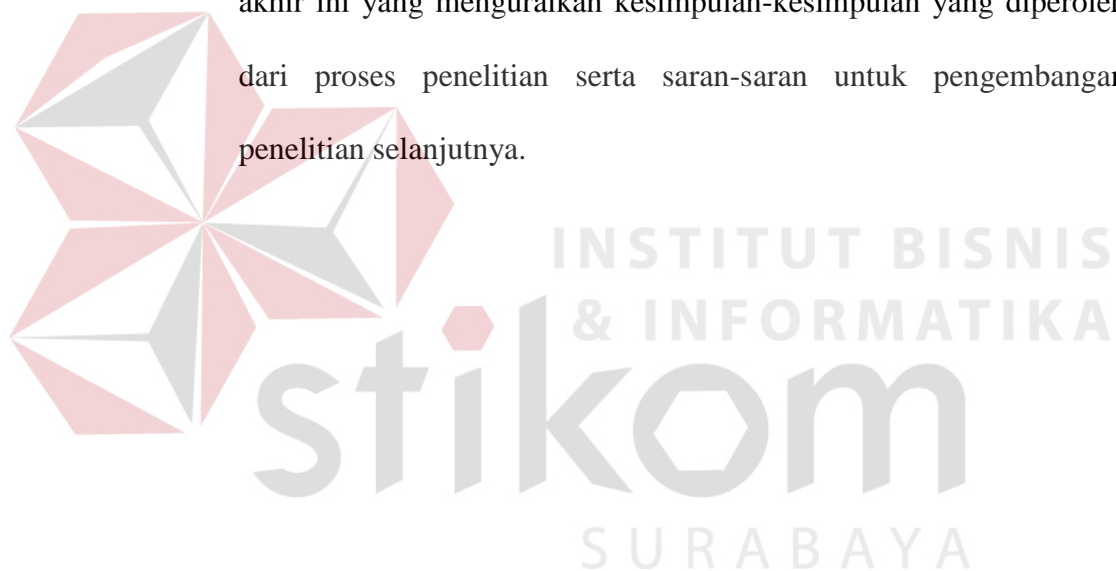 akhir ini yang menguraikan kesimpulan-kesimpulan yang diperoleh
dari proses penelitian serta saran-saran untuk pengembangan
penelitian selanjutnya.
INSTITUT BISNIS
& INFORMATIKA
stikom
SURABAYA